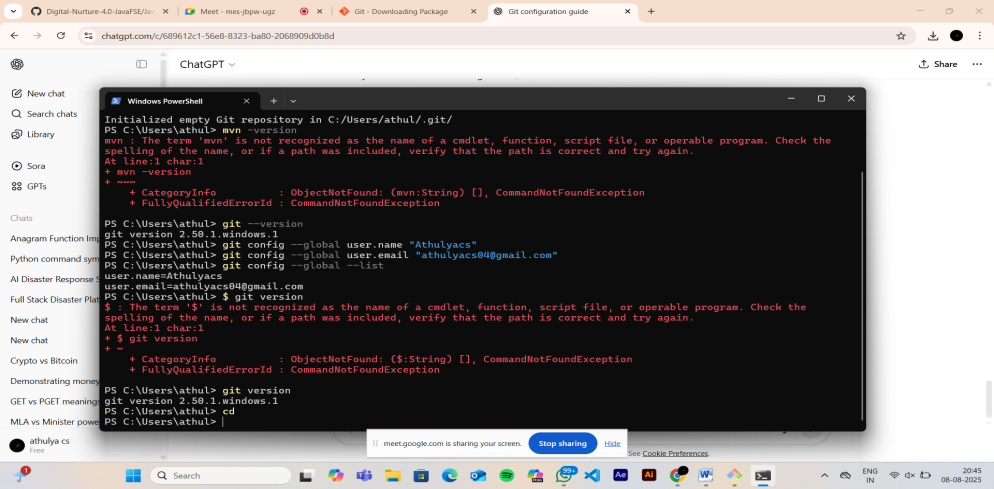 Digital-Nurture-4.0-JavaFSE/Jav
Meet - mes-jbpw-ugz
Git - Downloading Package
Git configuration guide
chatgpt.com/c/689612c1-56e8-8323-ba80-2068909d0b8d
ChatGPT
Share
New chat
Search chats
Library
Sora
GPTs
Chats
Anagram Function Imp
Python command sym
AI Disaster Response S
Full Stack Disaster Plat
New chat
New chat
Crypto vs Bitcoin
Demonstrating money
GET vs PGET meaning
MLA vs Minister powe
athulya cs
Free
Windows PowerShell
Initialized empty Git repository in C:/Users/athul/.git/
PS C:\Users\athul> mvn -version
mvn : The term 'mvn' is not recognized as the name of a cmdlet, function, script file, or operable program. Check the
spelling of the name, or if a path was included, verify that the path is correct and try again.
At line:1 char:1
+ mvn -version
+ ~~~
+ CategoryInfo : ObjectNotFound: (mvn:String) [], CommandNotFoundException
+ FullyQualifiedErrorId : CommandNotFoundException
PS C:\Users\athul> git --version
git version 2.50.1.windows.1
PS C:\Users\athul> git config --global user.name "Athulyacs"
PS C:\Users\athul> git config --global user.email "athulyacs04@gmail.com"
PS C:\Users\athul> git config --global --list
user.name=Athulyacs
user.email=athulyacs04@gmail.com
PS C:\Users\athul> $ git version
$ : The term '$' is not recognized as the name of a cmdlet, function, script file, or operable program. Check the
spelling of the name, or if a path was included, verify that the path is correct and try again.
At line:1 char:1
+ $ git version
+ ~
+ CategoryInfo : ObjectNotFound: ($:String) [], CommandNotFoundException
+ FullyQualifiedErrorId : CommandNotFoundException
PS C:\Users\athul> git version
git version 2.50.1.windows.1
PS C:\Users\athul> cd
PS C:\Users\athul>
meet.google.com is sharing your screen.
Stop sharing
Hide
See Cookie Preferences.
1
Search
99+
Ae
Ai
W
ENG
IN
20:45
08-08-2025